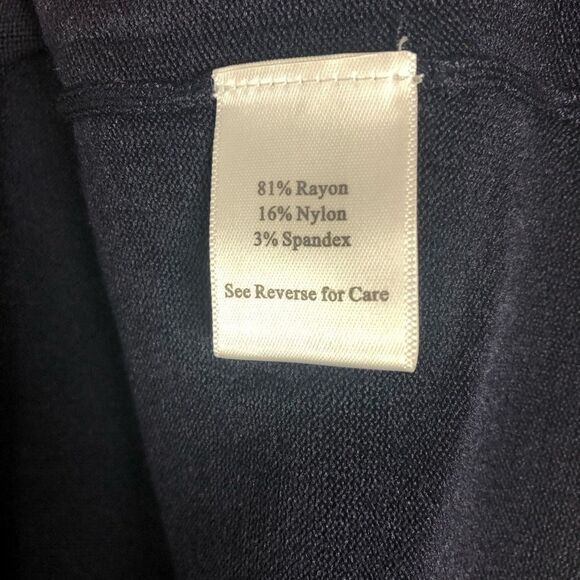 81% Rayon
16% Nylon
3% Spandex
See Reverse for Care